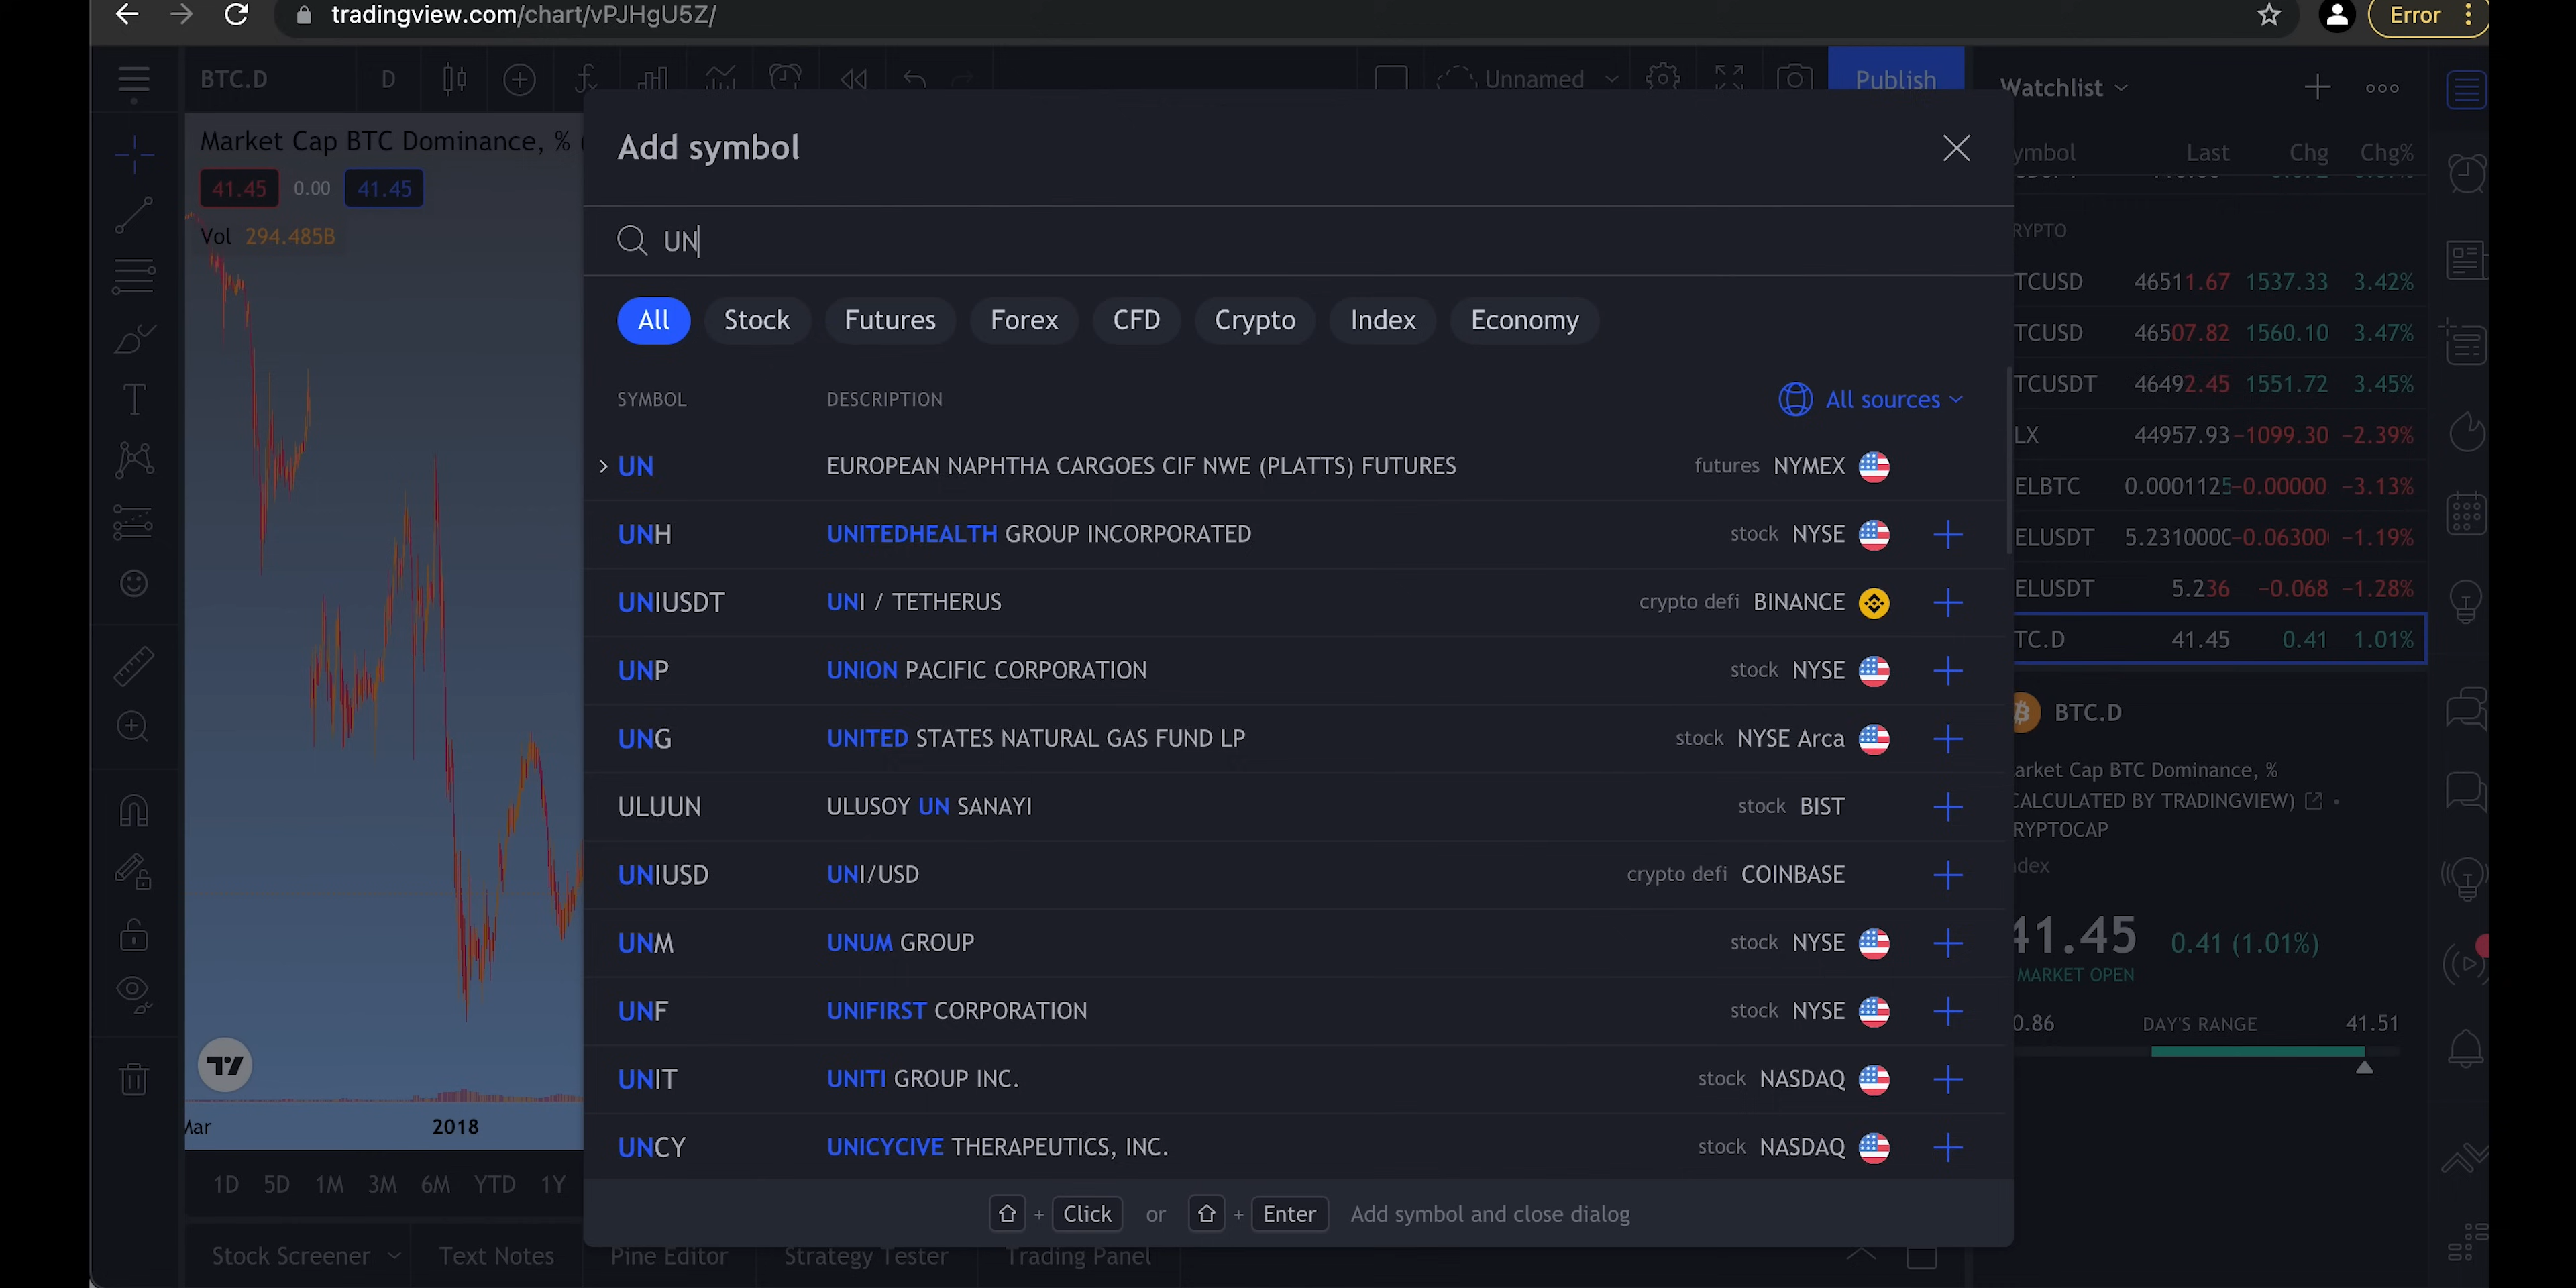 tradingview.com/chart/vPJHgU5Z/
Error
BTC.D
D
Unnamed
Publish
Watchlist
Market Cap BTC Dominance, %
41.45
0.00
41.45
Vol 294.485B
Mar
2018
1D 5D 1M 3M 6M YTD 1Y
Stock Screener
Text Notes
Pine Editor
Strategy Tester
Trading Panel
Add symbol
UN
All Stock Futures Forex CFD Crypto Index Economy
SYMBOL DESCRIPTION All sources
UN EUROPEAN NAPHTHA CARGOES CIF NWE (PLATTS) FUTURES futures NYMEX
UNH UNITEDHEALTH GROUP INCORPORATED stock NYSE
UNIUSDT UNI / TETHERUS crypto defi BINANCE
UNP UNION PACIFIC CORPORATION stock NYSE
UNG UNITED STATES NATURAL GAS FUND LP stock NYSE Arca
ULUUN ULUSOY UN SANAYI stock BIST
UNIUSD UNI/USD crypto defi COINBASE
UNM UNUM GROUP stock NYSE
UNF UNIFIRST CORPORATION stock NYSE
UNIT UNITI GROUP INC. stock NASDAQ
UNCY UNICYCIVE THERAPEUTICS, INC. stock NASDAQ
+ Click or + Enter Add symbol and close dialog
ymbol Last Chg Chg%
RYPTO
TCUSD 46511.67 1537.33 3.42%
TCUSD 46507.82 1560.10 3.47%
TCUSDT 46492.45 1551.72 3.45%
LX 44957.93 −1099.30 −2.39%
ELBTC 0.0001125 −0.00000 −3.13%
ELUSDT 5.2310000 −0.06300 −1.19%
ELUSDT 5.236 −0.068 −1.28%
TC.D 41.45 0.41 1.01%
BTC.D
arket Cap BTC Dominance, %
CALCULATED BY TRADINGVIEW)
RYPTOCAP
ndex
41.45 0.41 (1.01%)
MARKET OPEN
0.86 DAY'S RANGE 41.51